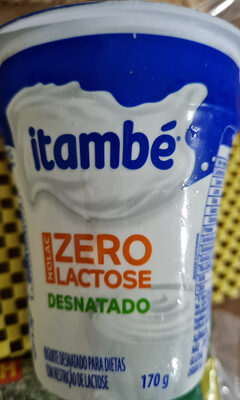 itambé
NOLAC
ZERO
LACTOSE
DESNATADO
IOGURTE DESNATADO PARA DIETAS
COM RESTRIÇÃO DE LACTOSE
170 g